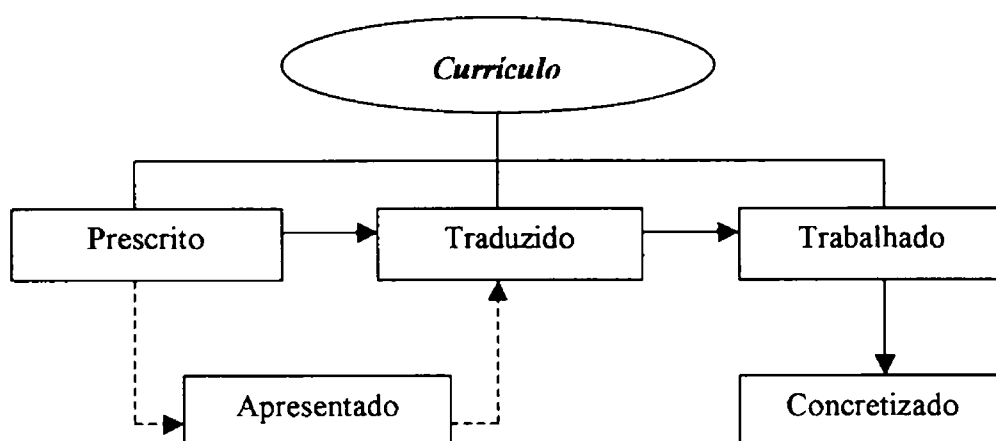 Currículo
Prescrito
Traduzido
Trabalhado
Apresentado
Concretizado